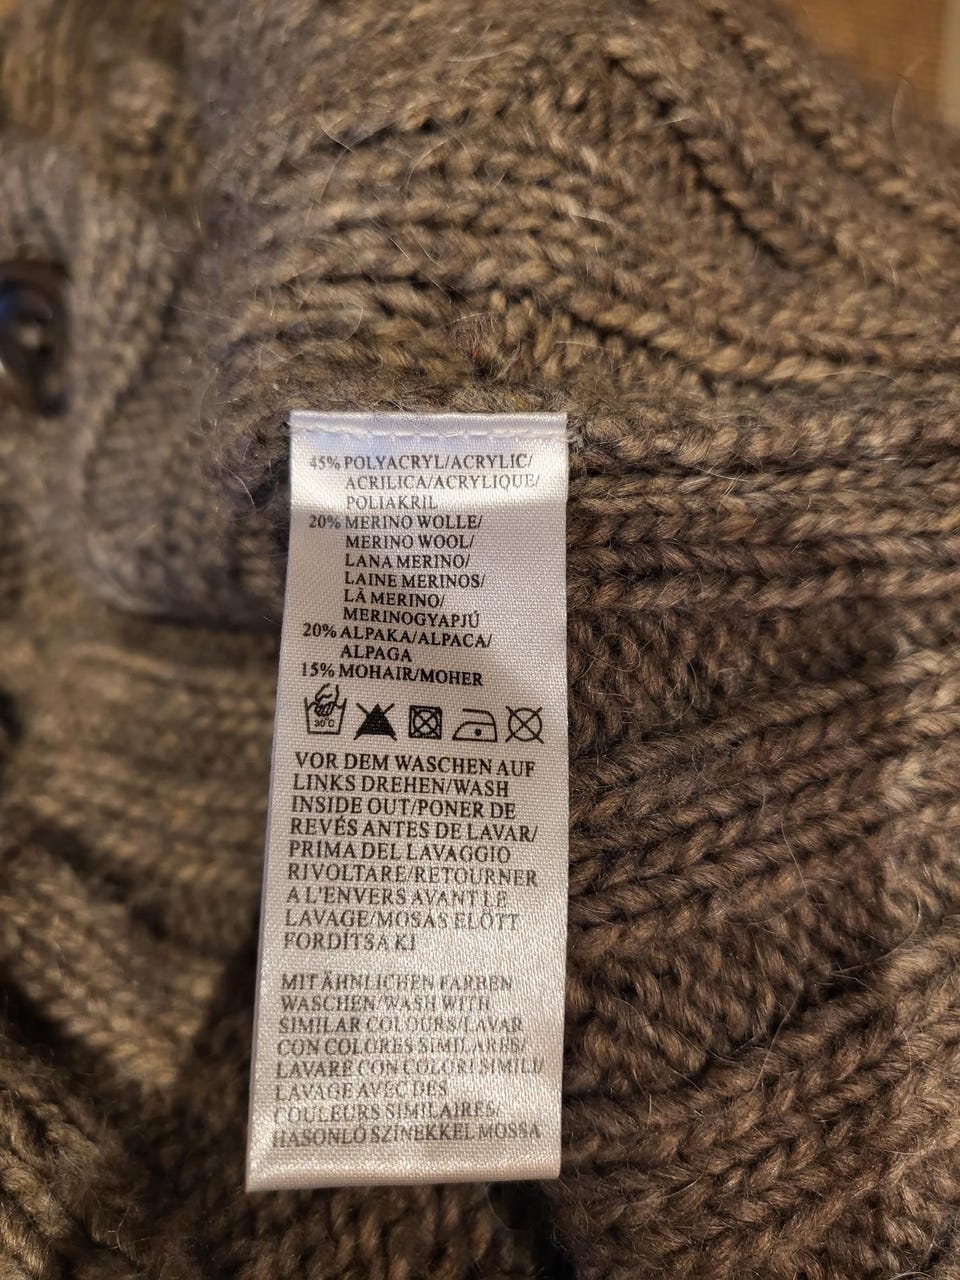 45% POLYACRYL/ACRYLIC/
ACRILICA/ACRYLIQUE/
POLIAKRIL
20% MERINO WOLLE/
MERINO WOOL/
LANA MERINO/
LAINE MERINOS/
LÀ MERINO/
MERINOGYAPJÚ
20% ALPAKA/ALPACA/
ALPAGA
15% MOHAIR/MOHER
30°C
VOR DEM WASCHEN AUF
LINKS DREHEN/WASH
INSIDE OUT/PONER DE
REVÉS ANTES DE LAVAR/
PRIMA DEL LAVAGGIO
RIVOLTARE/RETOURNER
A L'ENVERS AVANT LE
LAVAGE/MOSÁS ELŐTT
FORDÍTSA KI
MIT ÄHNLICHEN FARBEN
WASCHEN/WASH WITH
SIMILAR COLOURS/LAVAR
CON COLORES SIMILARES/
LAVARE CON COLORI SIMILI/
LAVAGE AVEC DES
COULEURS SIMILAIRES/
HASONLÓ SZÍNEKKEL MOSSA